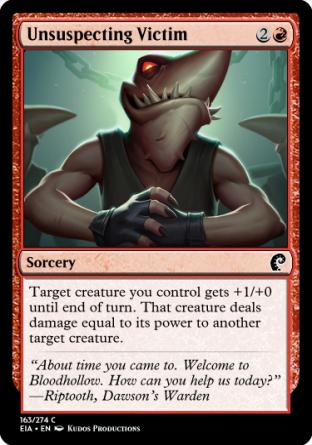 Unsuspecting Victim 2
Sorcery
Target creature you control gets +1/+0
until end of turn. That creature deals
damage equal to its power to another
target creature.
“About time you came. Welcome to
Bloodhollow. How can you help us today?”
—Riptooth, Dawson’s Warden
163/274 C
EIA • EN Kudos Productions